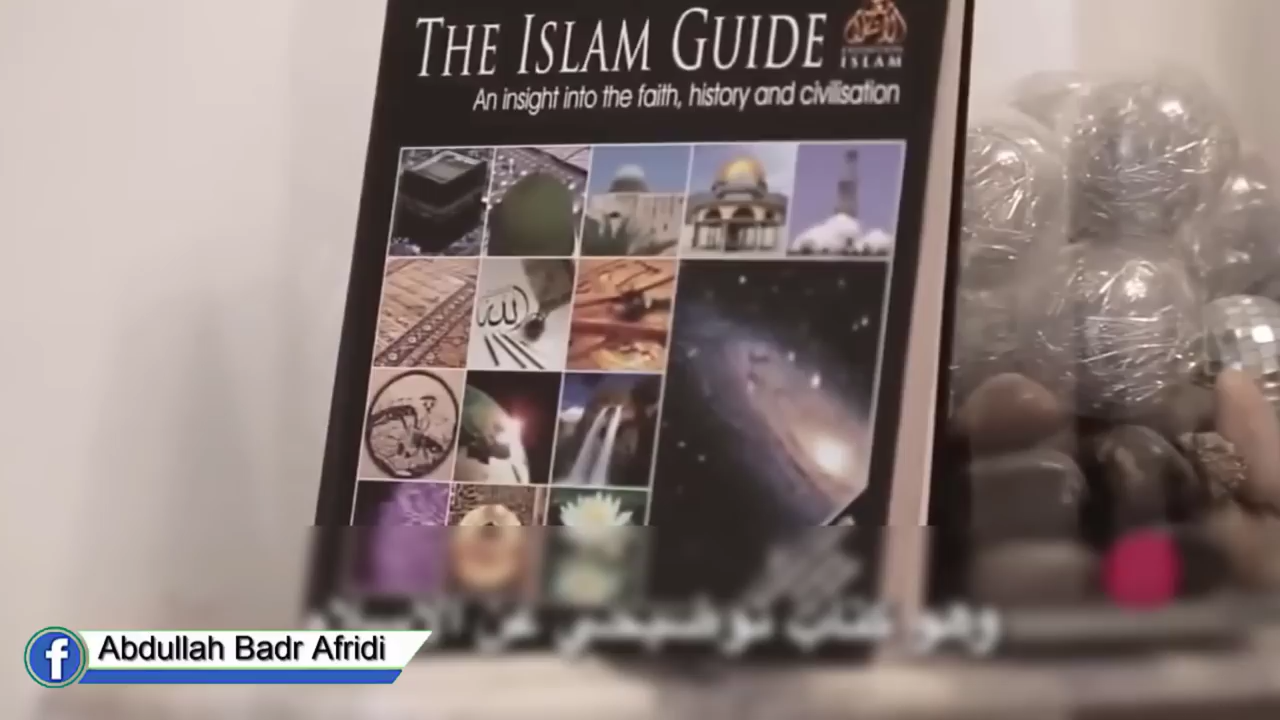 THE ISLAM GUIDE
ISLAM
An insight into the faith, history and civilisation
الله
وهو كتاب توضيحي عن الإسلام
f Abdullah Badr Afridi